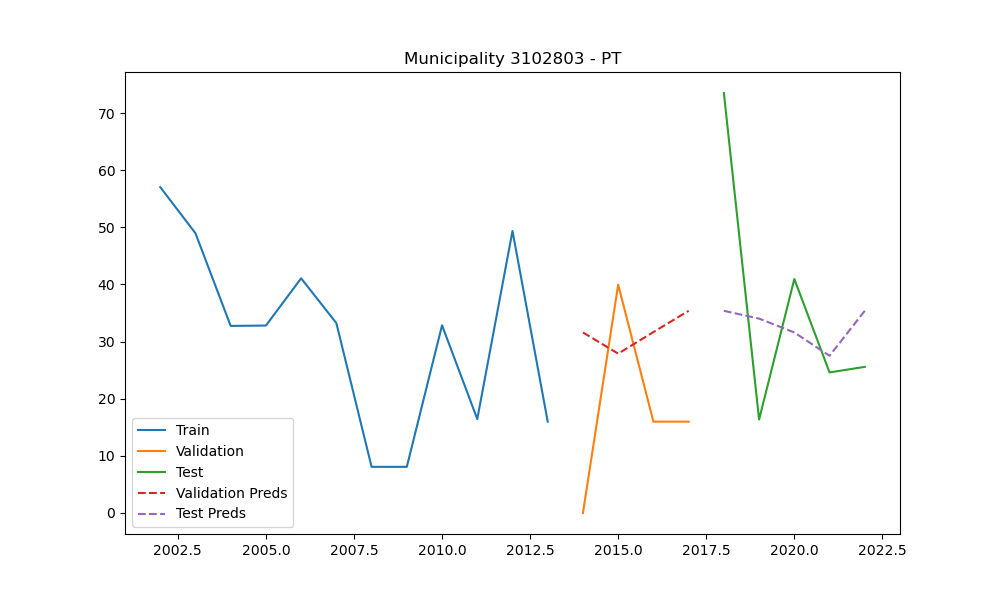 Municipality 3102803 - PT
70
60
50
40
30
20
10
0
Train
Validation
Test
Validation Preds
Test Preds
2002.5 2005.0 2007.5 2010.0 2012.5 2015.0 2017.5 2020.0 2022.5